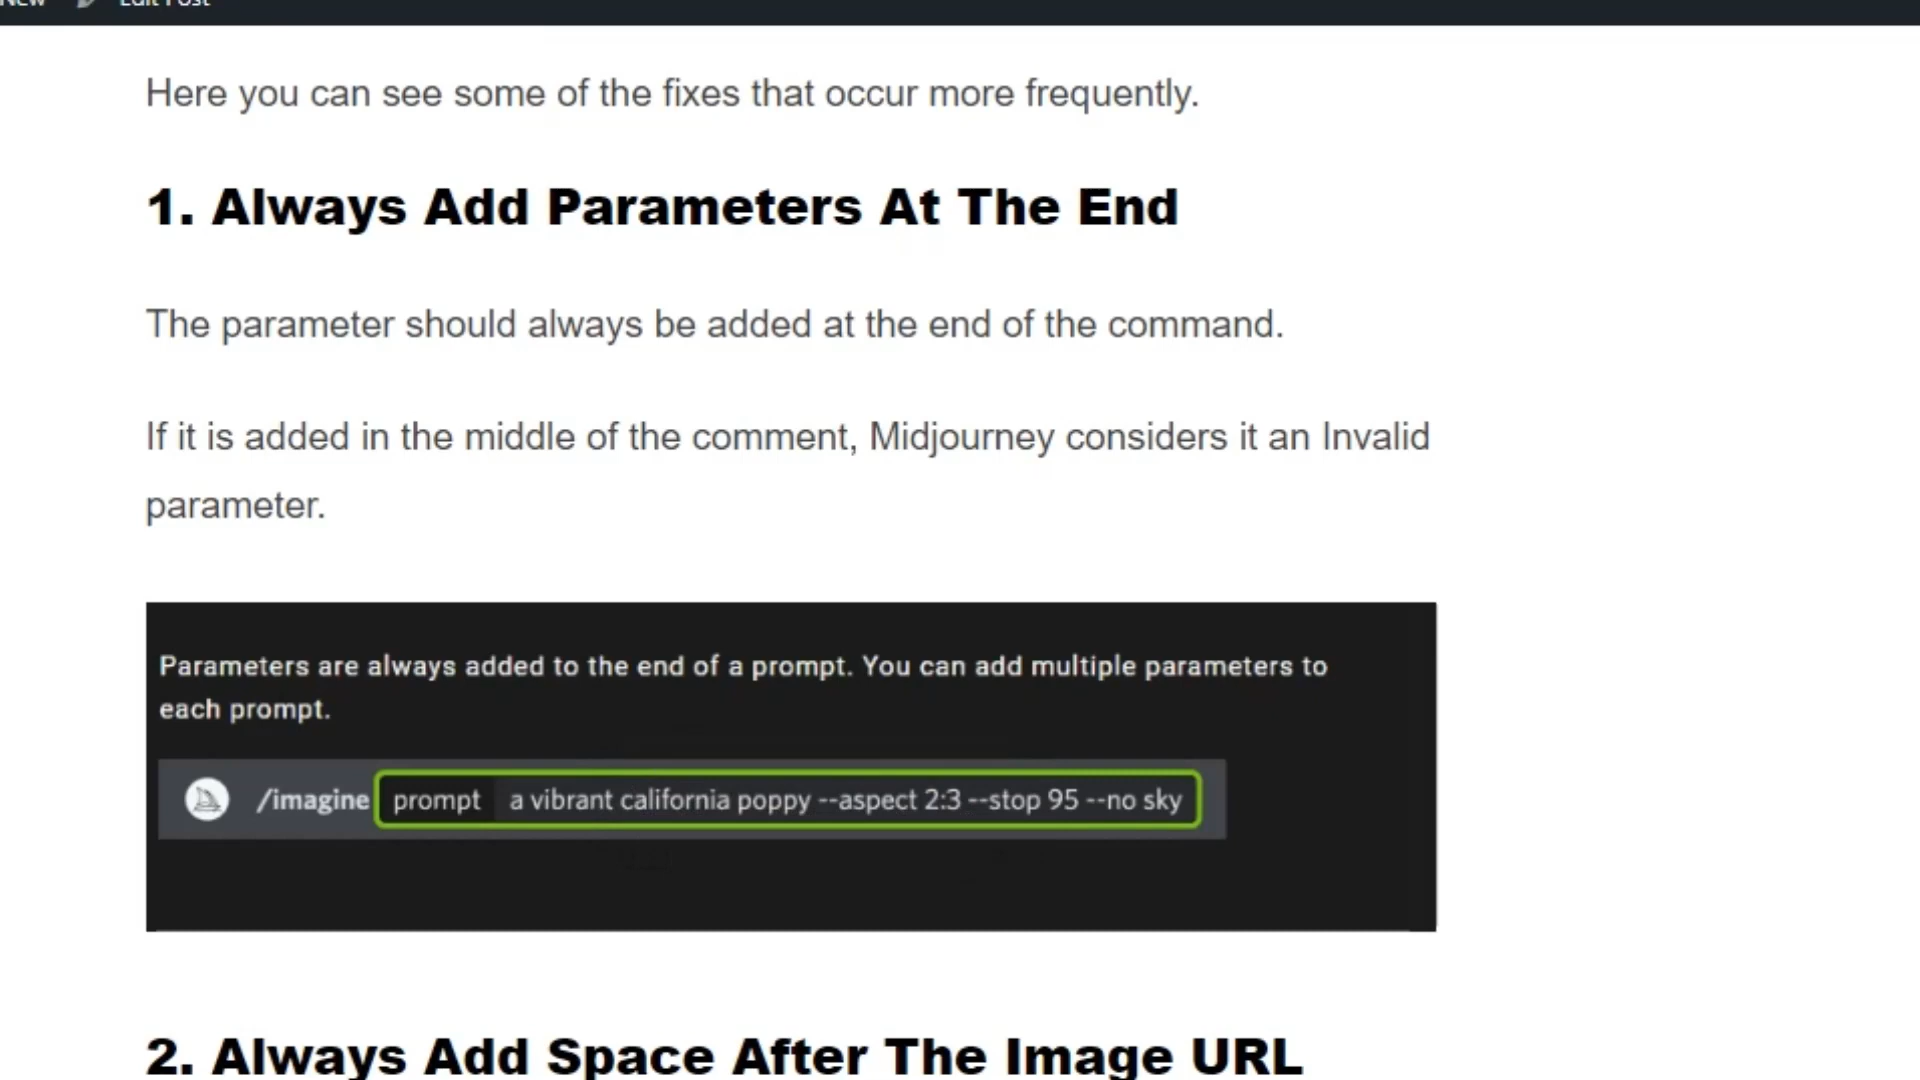 New Edit Post
Here you can see some of the fixes that occur more frequently.
1. Always Add Parameters At The End
The parameter should always be added at the end of the command.
If it is added in the middle of the comment, Midjourney considers it an Invalid
parameter.
Parameters are always added to the end of a prompt. You can add multiple parameters to
each prompt.
/imagine prompt a vibrant california poppy --aspect 2:3 --stop 95 --no sky
2. Always Add Space After The Image URL